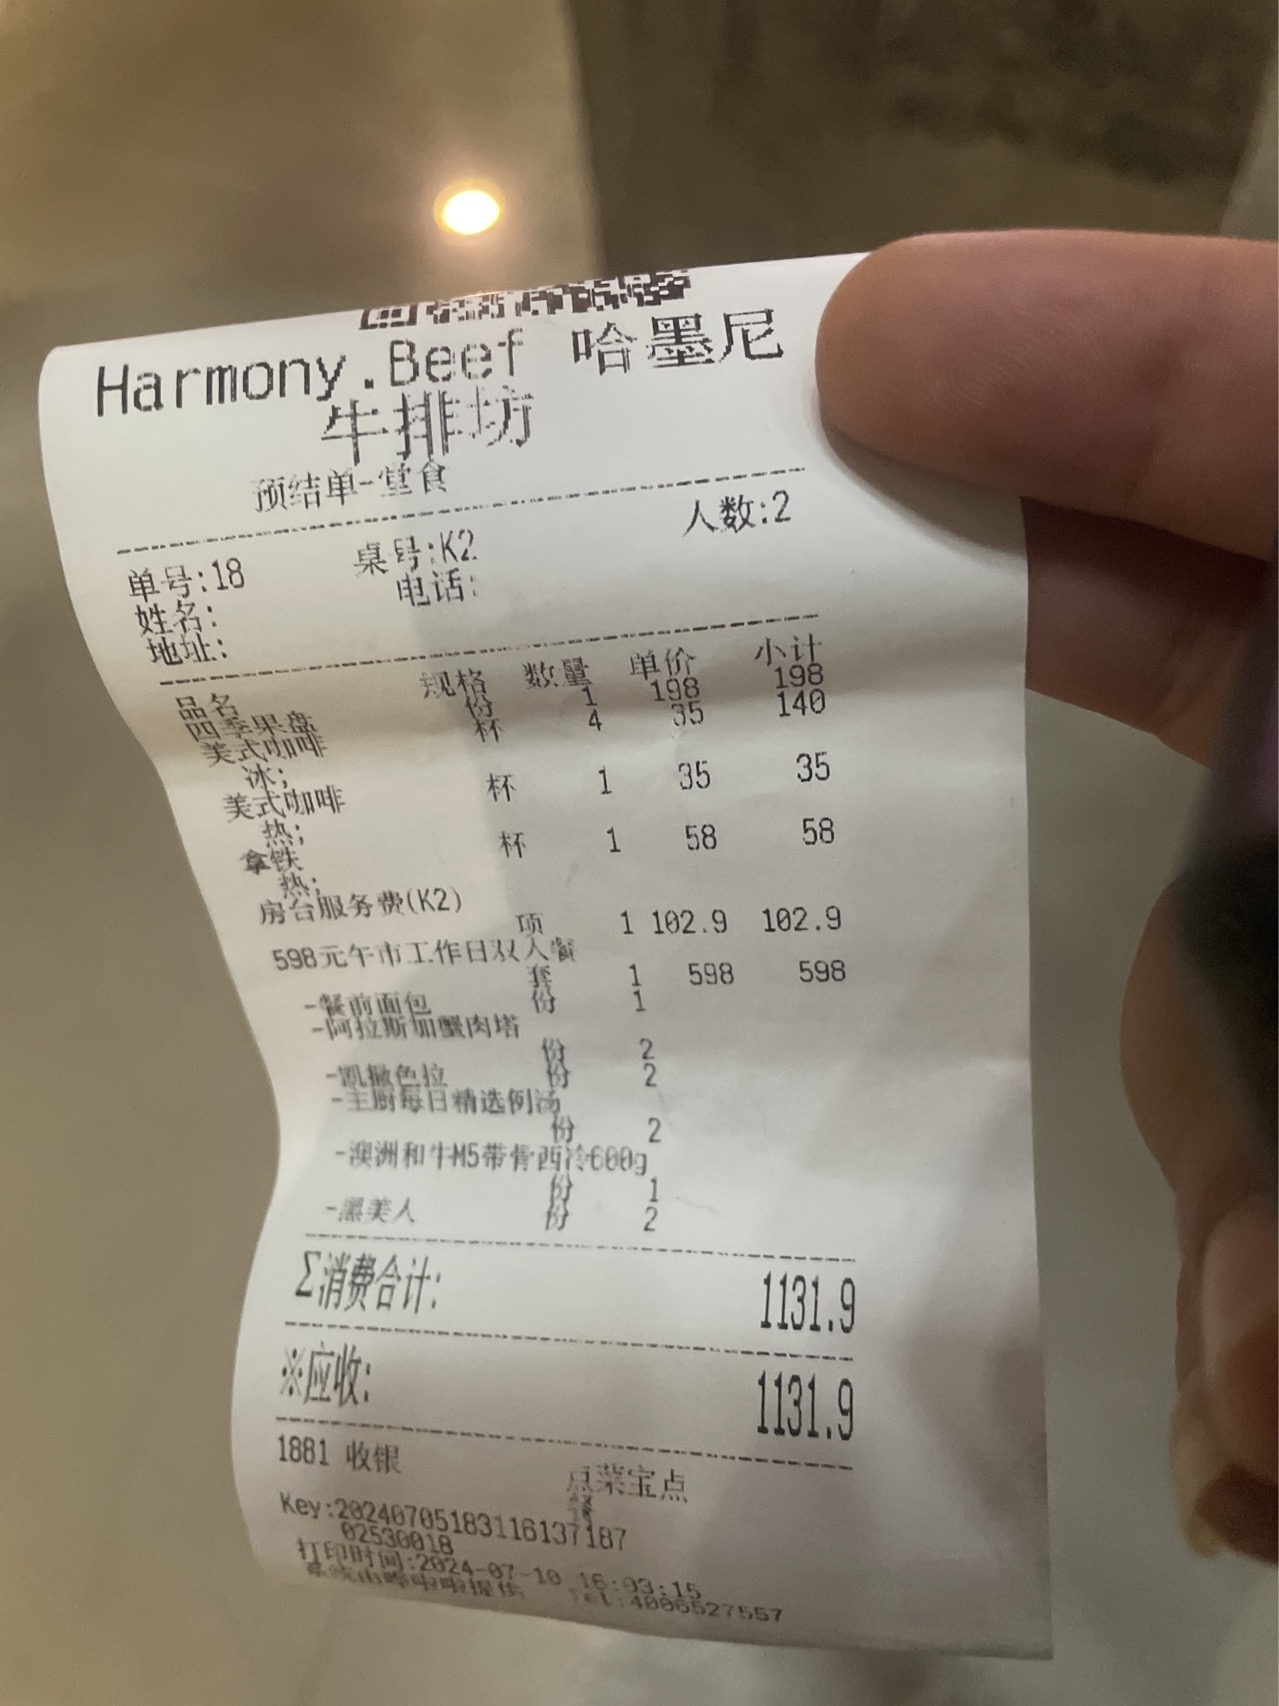 Harmony.Beef 哈墨尼
牛排坊
预结单-堂食
单号:18 桌号:K2 人数:2
姓名: 电话:
地址:
品名 规格 数量 单价 小计
四季果盘 份 1 198 198
美式咖啡 杯 4 35 140
冰;
美式咖啡 杯 1 35 35
热;
拿铁 杯 1 58 58
热;
房台服务费(K2)
项 1 102.9 102.9
598元午市工作日双人餐
套 1 598 598
-餐前面包 份 1
-阿拉斯加蟹肉塔
份 2
-凯撒色拉 份 2
-主厨每日精选例汤
份 2
-澳洲和牛M5带骨西冷600g
份 1
-黑美人 份 2
Σ消费合计: 1131.9
※应收: 1131.9
1881 收银 点菜宝点
餐
Key:20240705183116137187
02530018
打印时间:2024-07-10 16:03:15
Tel:4006527557